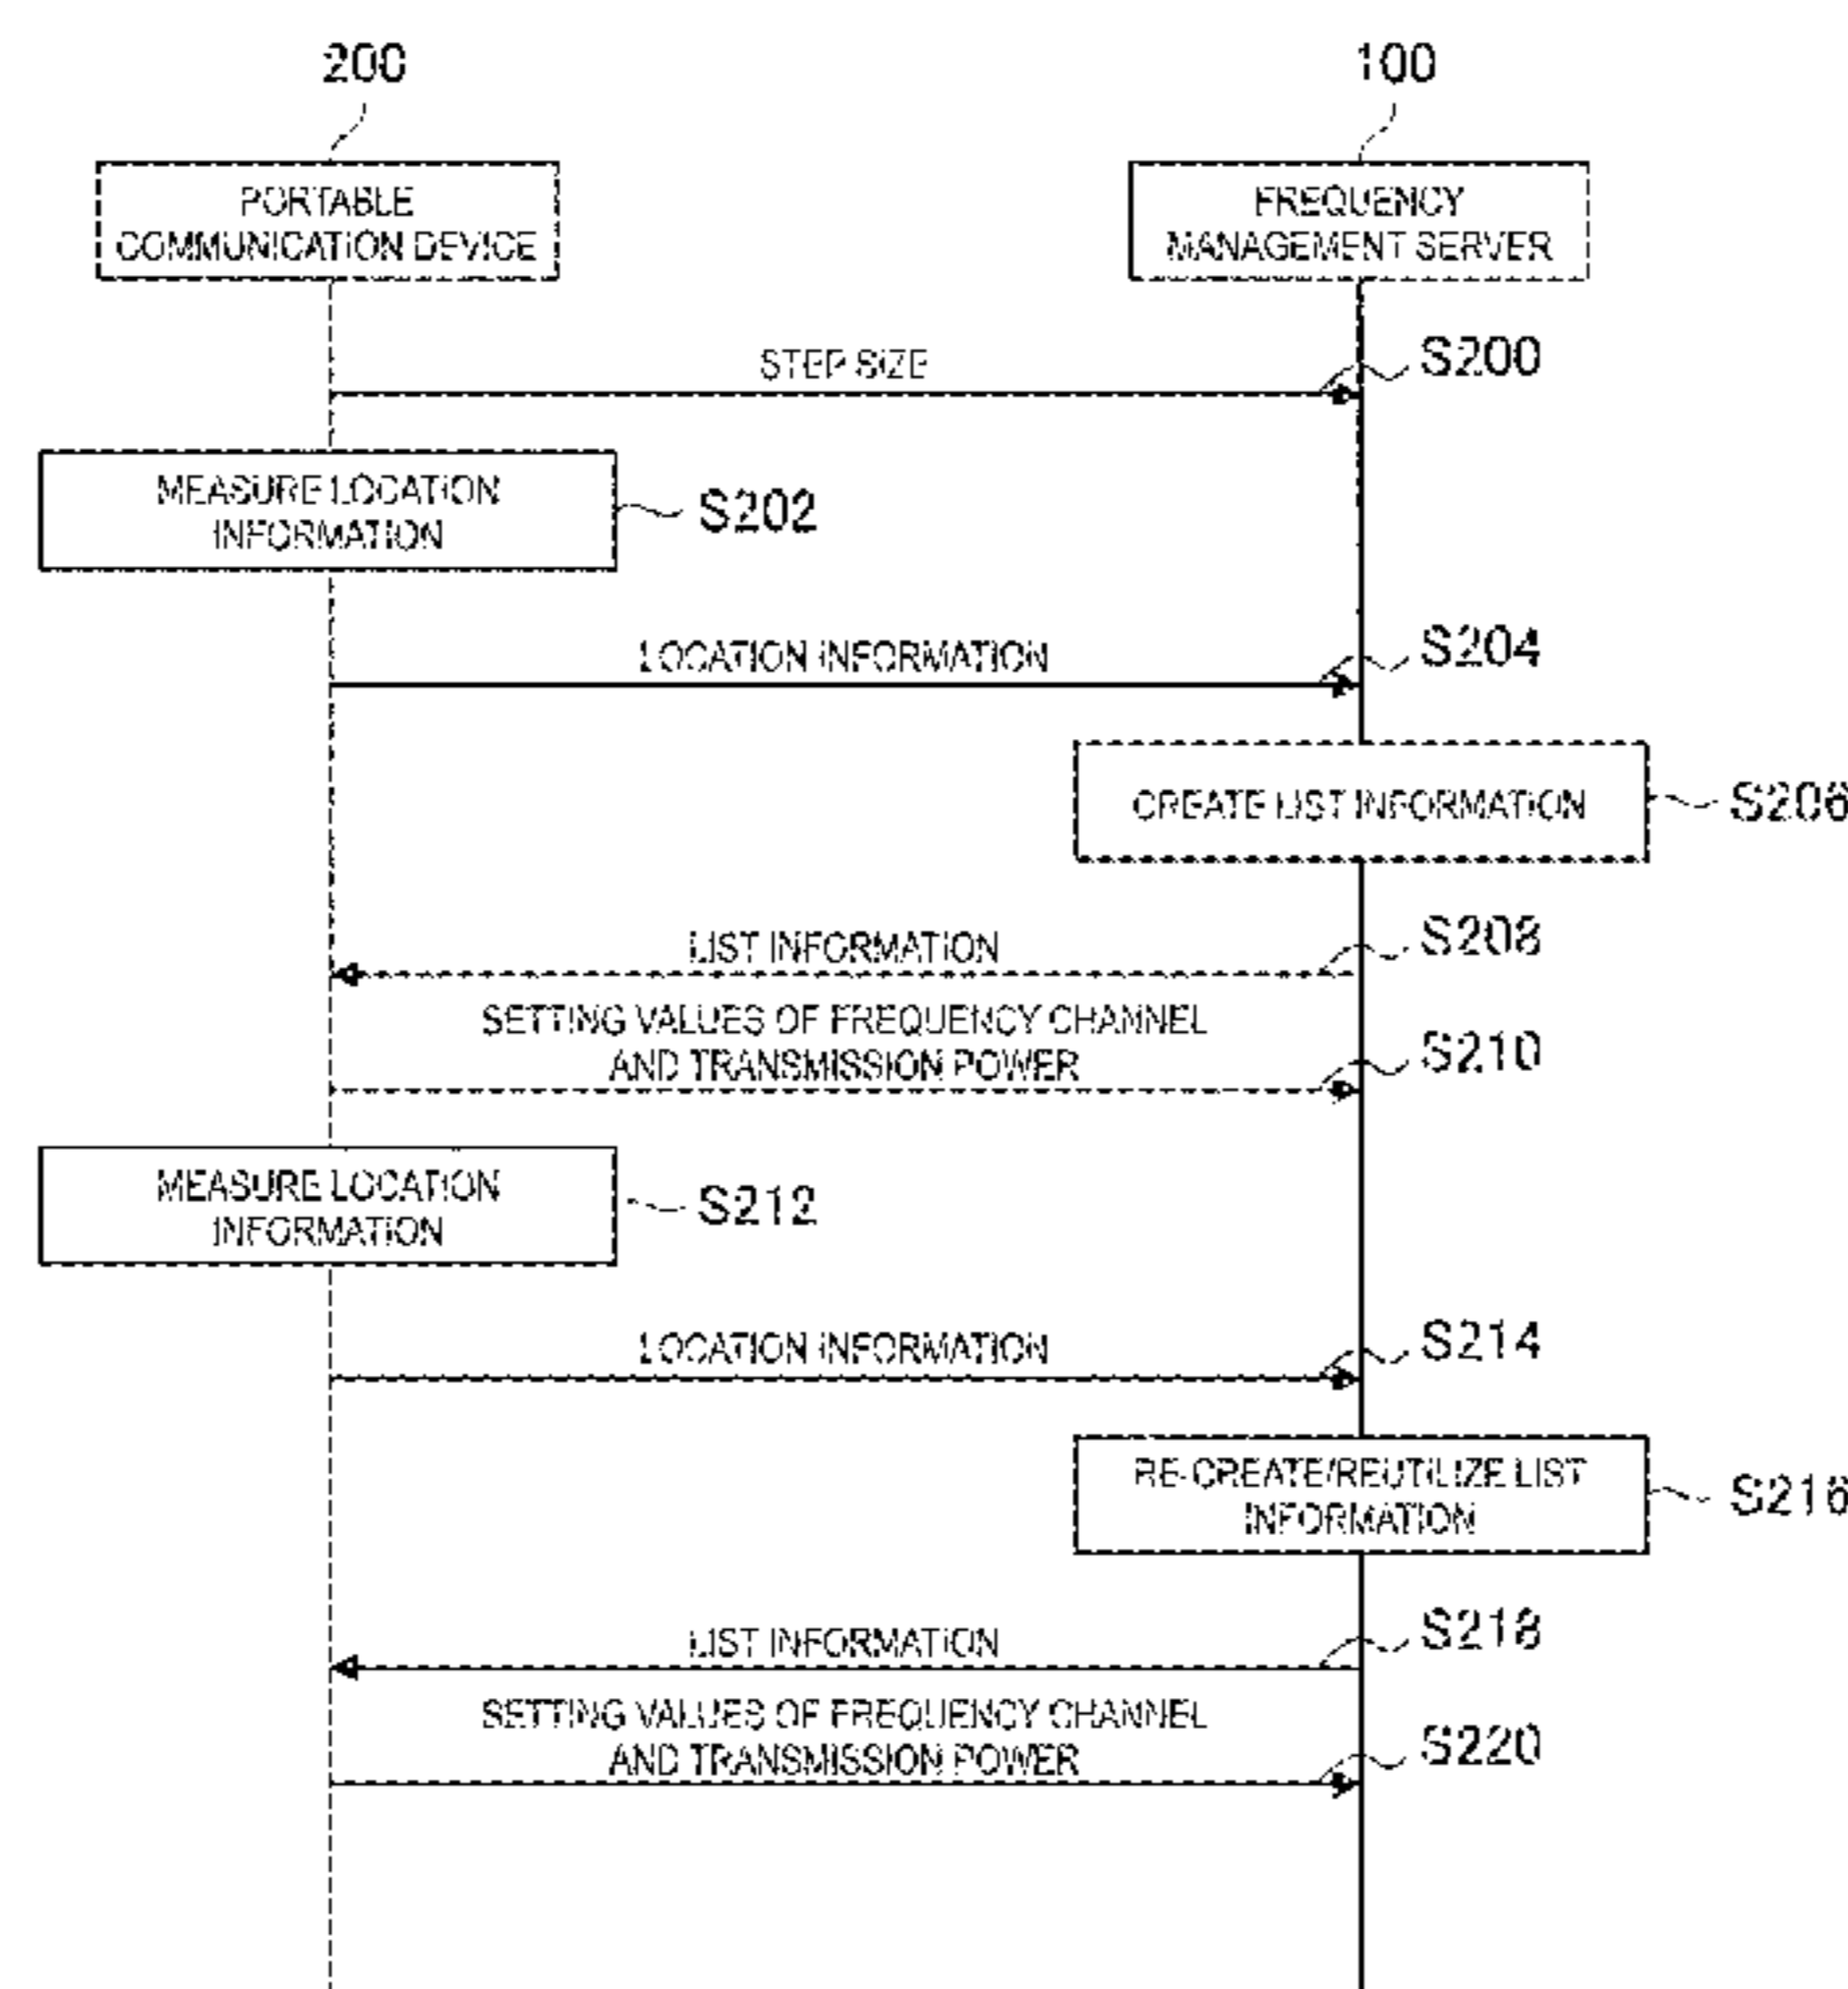 200
100
PORTABLE
COMMUNICATION DEVICE
FREQUENCY
MANAGEMENT SERVER
STEP SIZE
S200
MEASURE LOCATION
INFORMATION
S202
LOCATION INFORMATION
S204
CREATE LIST INFORMATION
S206
LIST INFORMATION
S208
SETTING VALUES OF FREQUENCY CHANNEL
AND TRANSMISSION POWER
S210
MEASURE LOCATION
INFORMATION
S212
LOCATION INFORMATION
S214
RE-CREATE/REUTILIZE LIST
INFORMATION
S216
LIST INFORMATION
S218
SETTING VALUES OF FREQUENCY CHANNEL
AND TRANSMISSION POWER
S220